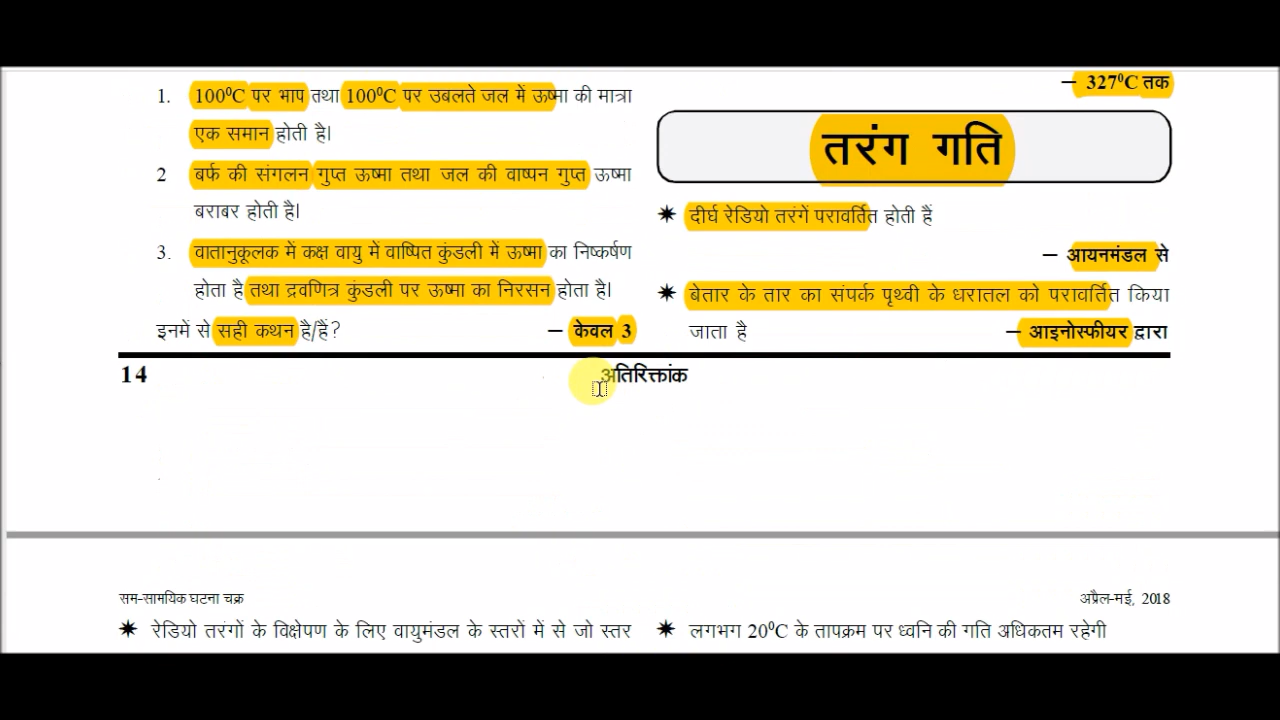 1. 100⁰C पर भाप तथा 100⁰C पर उबलते जल में ऊष्मा की मात्रा
एक समान होती है।
2 बर्फ की संगलन गुप्त ऊष्मा तथा जल की वाष्पन गुप्त ऊष्मा
बराबर होती है।
3. वातानुकूलक में कक्ष वायु में वाष्पित कुंडली में ऊष्मा का निष्कर्षण
होता है तथा द्रवणित्र कुंडली पर ऊष्मा का निरसन होता है।
इनमें से सही कथन है/हैं? – केवल 3
– 327⁰C तक
तरंग गति
✷ दीर्घ रेडियो तरंगें परावर्तित होती हैं
– आयनमंडल से
✷ बेतार के तार का संपर्क पृथ्वी के धरातल को परावर्तित किया
जाता है – आइनोस्फीयर द्वारा
14 अतिरिक्तांक
सम-सामयिक घटना चक्र अप्रैल-मई, 2018
✷ रेडियो तरंगों के विक्षेपण के लिए वायुमंडल के स्तरों में से जो स्तर
✷ लगभग 20⁰C के तापक्रम पर ध्वनि की गति अधिकतम रहेगी